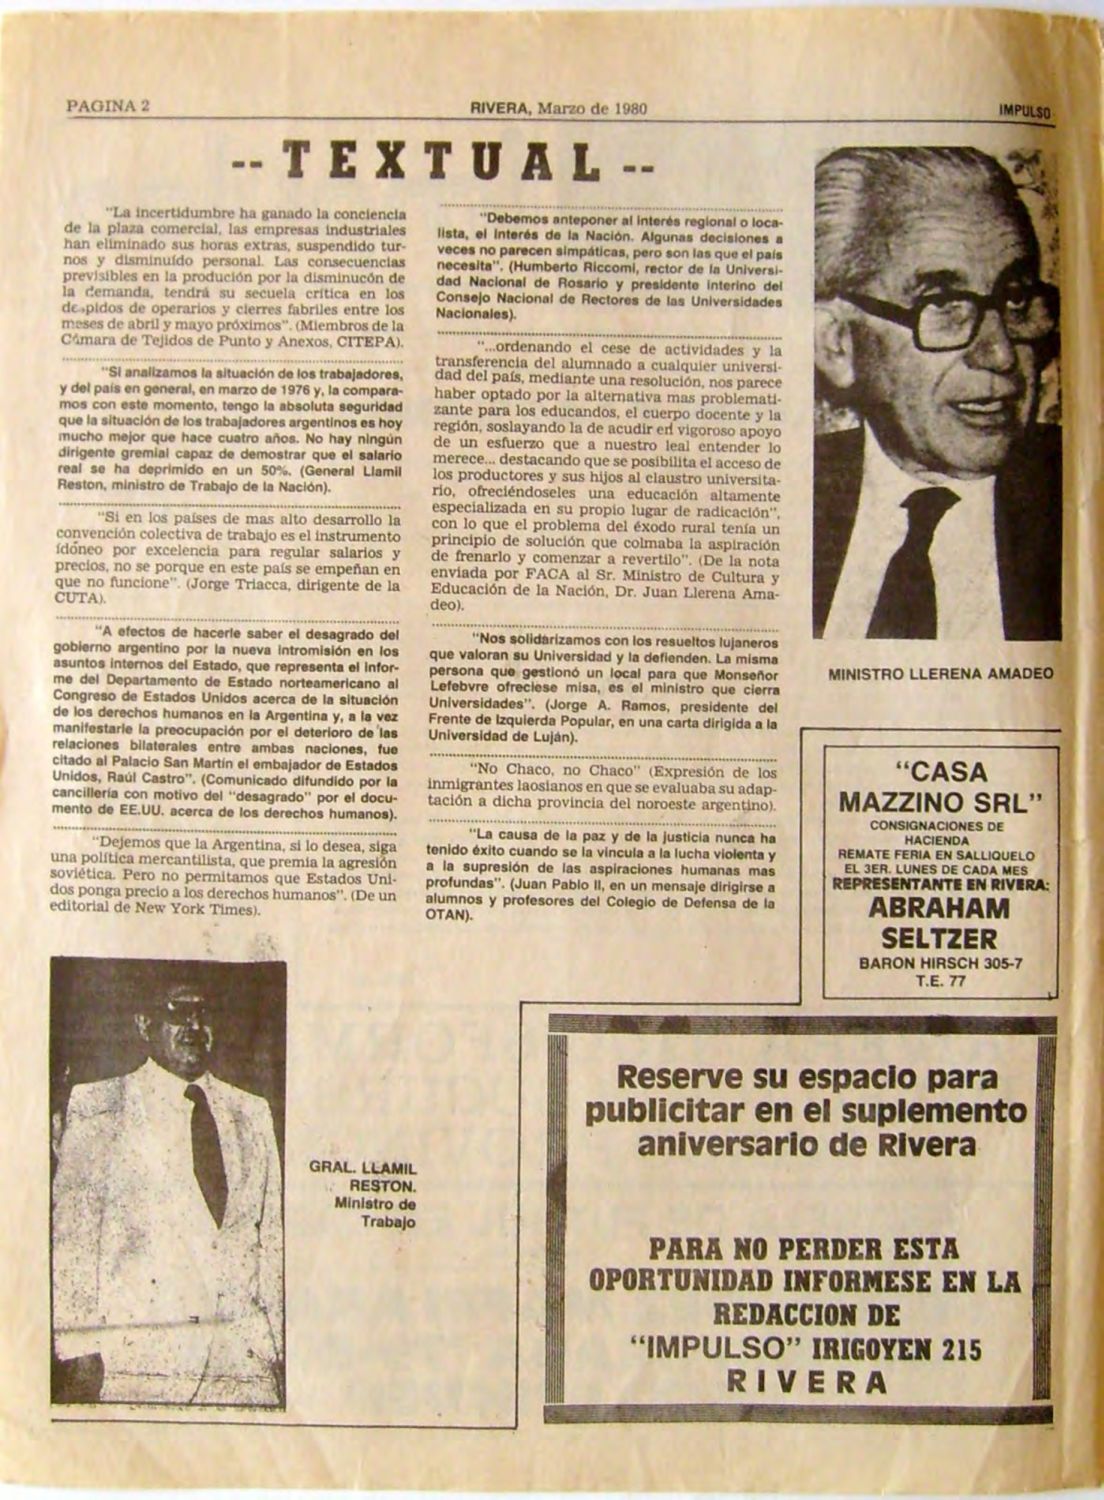 PAGINA 2
RIVERA, Marzo de 1980
IMPULSO
-- TEXTUAL --
"La incertidumbre ha ganado la conciencia
de la plaza comercial, las empresas industriales
han eliminado sus horas extras, suspendido tur-
nos y disminuído personal. Las consecuencias
previsibles en la produción por la disminucón de
la demanda, tendrá su secuela crítica en los
despidos de operarios y cierres fabriles entre los
meses de abril y mayo próximos". (Miembros de la
Cámara de Tejidos de Punto y Anexos, CITEPA).
"Si analizamos la situación de los trabajadores,
y del país en general, en marzo de 1976 y, la compara-
mos con este momento, tengo la absoluta seguridad
que la situación de los trabajadores argentinos es hoy
mucho mejor que hace cuatro años. No hay ningún
dirigente gremial capaz de demostrar que el salario
real se ha deprimido en un 50%. (General Llamil
Reston, ministro de Trabajo de la Nación).
"Si en los países de mas alto desarrollo la
convención colectiva de trabajo es el instrumento
idóneo por excelencia para regular salarios y
precios, no se porque en este país se empeñan en
que no funcione". (Jorge Triacca, dirigente de la
CUTA).
"A efectos de hacerle saber el desagrado del
gobierno argentino por la nueva intromisión en los
asuntos internos del Estado, que representa el infor-
me del Departamento de Estado norteamericano al
Congreso de Estados Unidos acerca de la situación
de los derechos humanos en la Argentina y, a la vez
manifestarle la preocupación por el deterioro de las
relaciones bilaterales entre ambas naciones, fue
citado al Palacio San Martín el embajador de Estados
Unidos, Raúl Castro". (Comunicado difundido por la
cancillería con motivo del "desagrado" por el docu-
mento de EE.UU. acerca de los derechos humanos).
"Dejemos que la Argentina, si lo desea, siga
una política mercantilista, que premia la agresión
soviética. Pero no permitamos que Estados Uni-
dos ponga precio a los derechos humanos". (De un
editorial de New York Times).
"Debemos anteponer al interés regional o loca-
lista, el interés de la Nación. Algunas decisiones a
veces no parecen simpáticas, pero son las que el país
necesita". (Humberto Riccomi, rector de la Universi-
dad Nacional de Rosario y presidente interino del
Consejo Nacional de Rectores de las Universidades
Nacionales).
"...ordenando el cese de actividades y la
transferencia del alumnado a cualquier universi-
dad del país, mediante una resolución, nos parece
haber optado por la alternativa mas problemati-
zante para los educandos, el cuerpo docente y la
región, soslayando la de acudir en vigoroso apoyo
de un esfuerzo que a nuestro leal entender lo
merece... destacando que se posibilita el acceso de
los productores y sus hijos al claustro universita-
rio, ofreciéndoseles una educación altamente
especializada en su propio lugar de radicación",
con lo que el problema del éxodo rural tenía un
principio de solución que colmaba la aspiración
de frenarlo y comenzar a revertilo". (De la nota
enviada por FACA al Sr. Ministro de Cultura y
Educación de la Nación, Dr. Juan Llerena Ama-
deo).
"Nos solidarizamos con los resueltos lujaneros
que valoran su Universidad y la defienden. La misma
persona que gestionó un local para que Monseñor
Lefebvre ofreciese misa, es el ministro que cierra
Universidades". (Jorge A. Ramos, presidente del
Frente de Izquierda Popular, en una carta dirigida a la
Universidad de Luján).
"No Chaco, no Chaco" (Expresión de los
inmigrantes laosianos en que se evaluaba su adap-
tación a dicha provincia del noroeste argentino).
"La causa de la paz y de la justicia nunca ha
tenido éxito cuando se la vincula a la lucha violenta y
a la supresión de las aspiraciones humanas mas
profundas". (Juan Pablo II, en un mensaje dirigirse a
alumnos y profesores del Colegio de Defensa de la
OTAN).
MINISTRO LLERENA AMADEO
"CASA
MAZZINO SRL"
CONSIGNACIONES DE
HACIENDA
REMATE FERIA EN SALLIQUELO
EL 3ER. LUNES DE CADA MES
REPRESENTANTE EN RIVERA:
ABRAHAM
SELTZER
BARON HIRSCH 305-7
T.E. 77
GRAL. LLAMIL
RESTON.
Ministro de
Trabajo
Reserve su espacio para
publicitar en el suplemento
aniversario de Rivera
PARA NO PERDER ESTA
OPORTUNIDAD INFORMESE EN LA
REDACCION DE
"IMPULSO" IRIGOYEN 215
RIVERA